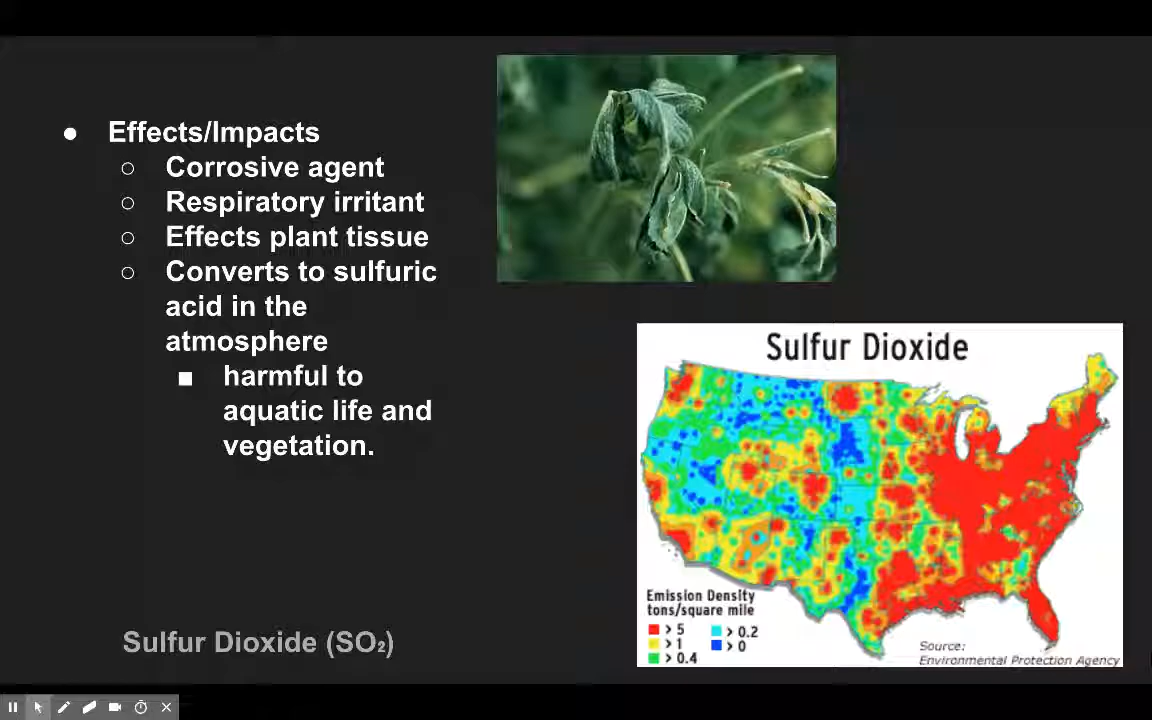 Effects/Impacts
Corrosive agent
Respiratory irritant
Effects plant tissue
Converts to sulfuric
acid in the
atmosphere
harmful to
aquatic life and
vegetation.
Sulfur Dioxide (SO₂)
Sulfur Dioxide
Emission Density
tons/square mile
> 5
> 1
> 0.4
> 0.2
> 0
Source:
Environmental Protection Agency